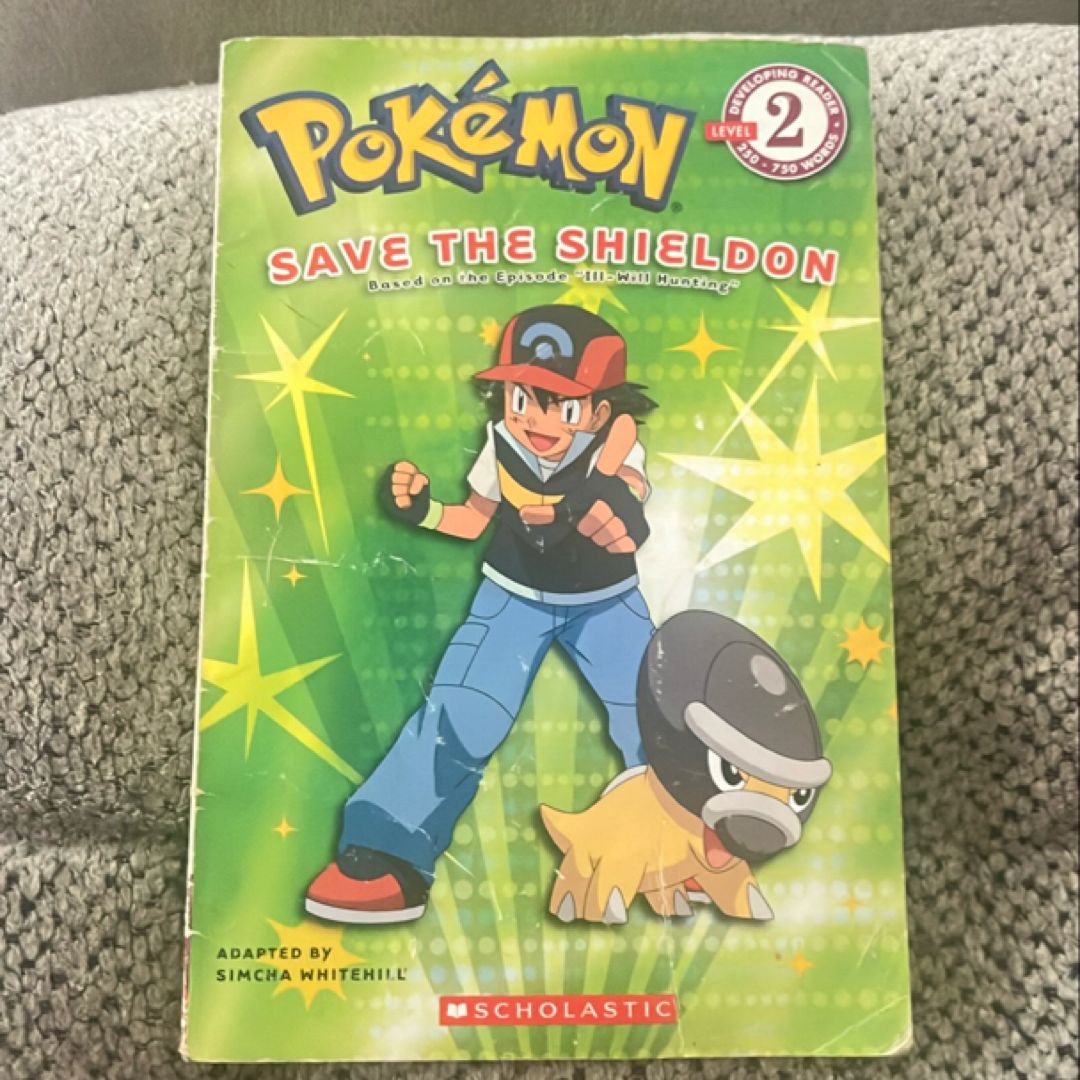 POKéMON®
DEVELOPING READER
LEVEL 2
250 - 750 WORDS
SAVE THE SHIELDON
Based on the Episode "Ill-Will Hunting"
ADAPTED BY
SIMCHA WHITEHILL
SCHOLASTIC